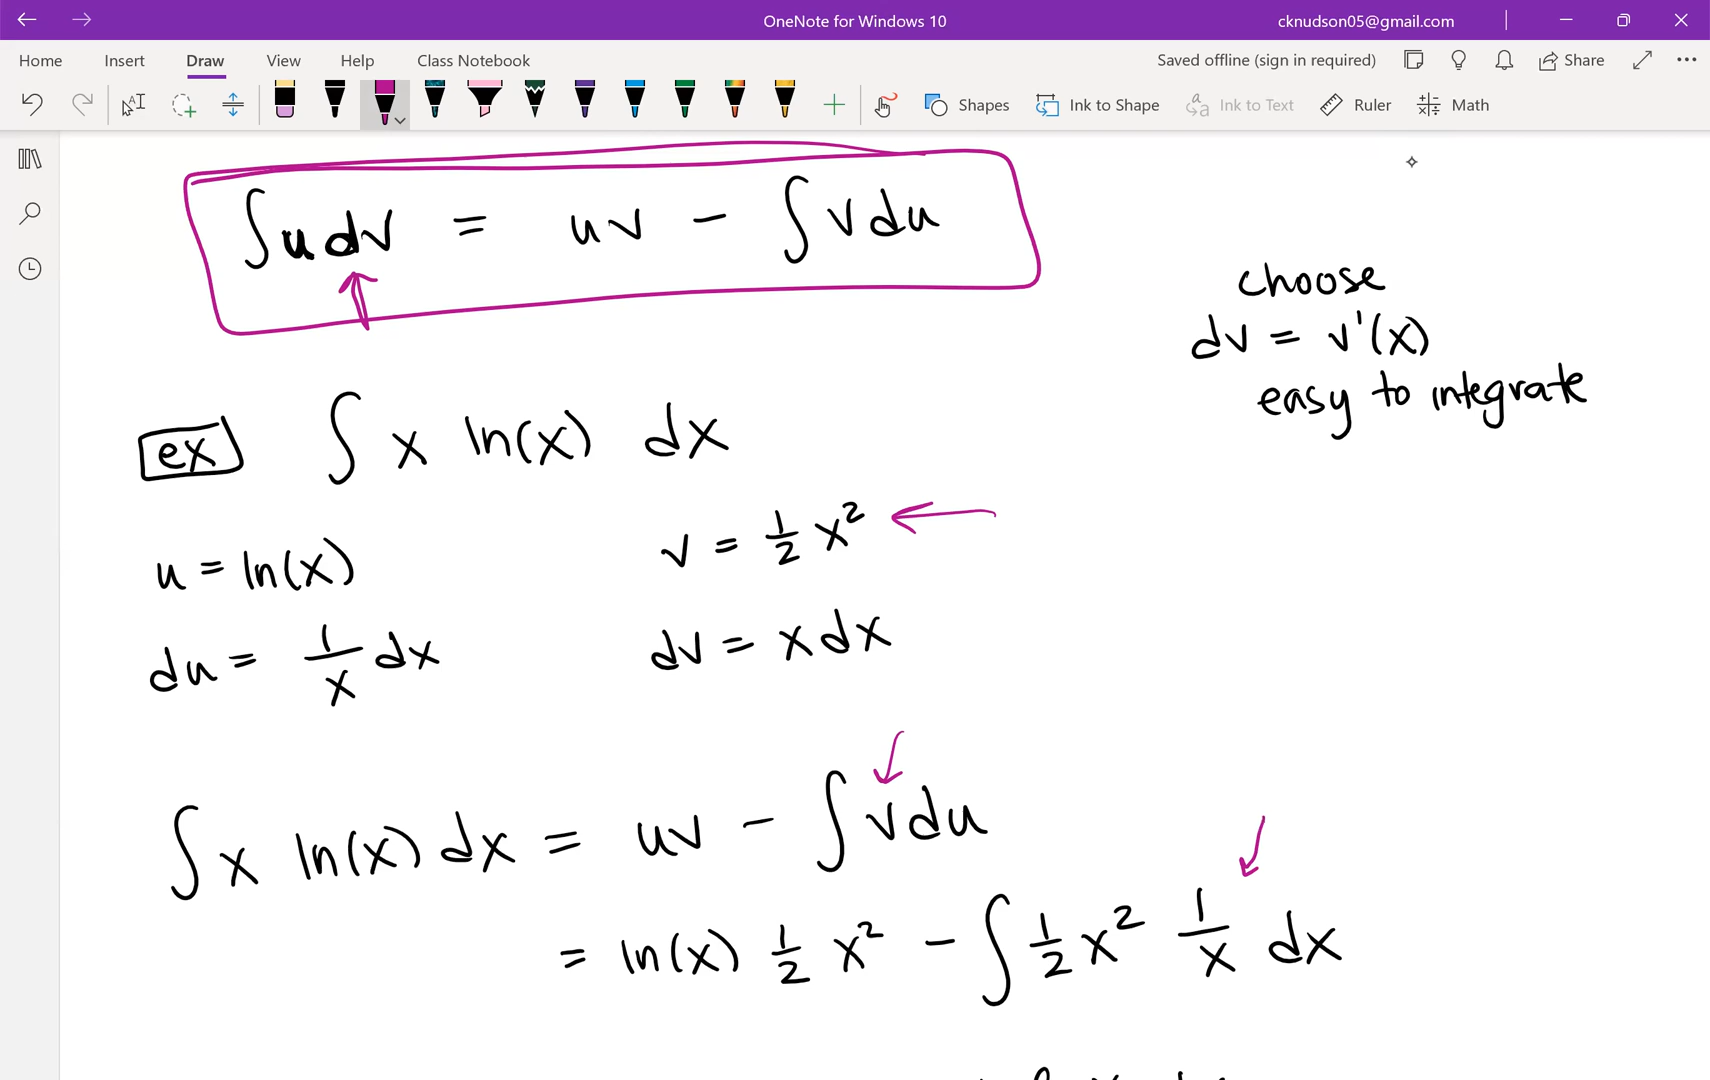 OneNote for Windows 10
cknudson05@gmail.com
Home Insert Draw View Help Class Notebook
Saved offline (sign in required) Share
Shapes Ink to Shape Ink to Text Ruler Math
∫ u dv = uv - ∫ v du
choose
dv = v'(x)
easy to integrate
ex ∫ x ln(x) dx
u = ln(x) v = 1/2 x²
du = 1/x dx dv = x dx
∫ x ln(x) dx = uv - ∫ v du
= ln(x) 1/2 x² - ∫ 1/2 x² 1/x dx